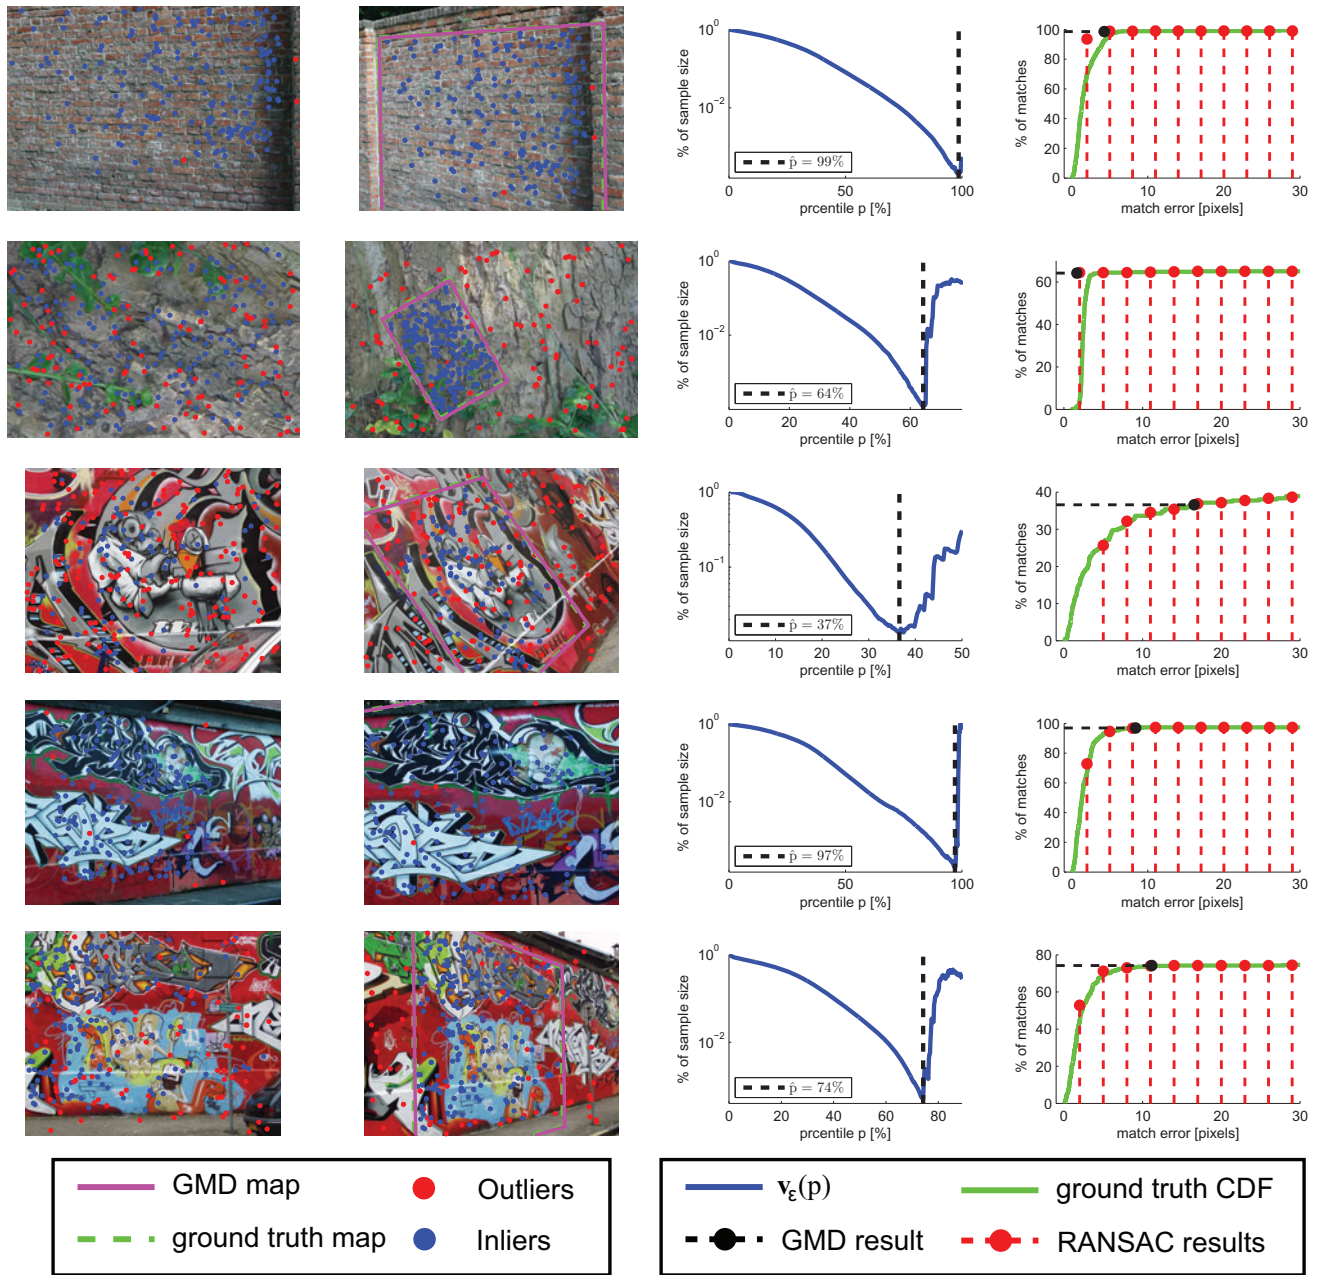 10^0
10^-2
% of sample size
p̂ = 99%
0
50
100
prcentile p [%]
100
80
60
40
20
0
% of matches
0
10
20
30
match error [pixels]
10^0
10^-2
% of sample size
p̂ = 64%
0
20
40
60
prcentile p [%]
60
40
20
0
% of matches
0
10
20
30
match error [pixels]
10^0
10^-1
% of sample size
p̂ = 37%
0
10
20
30
40
50
prcentile p [%]
40
30
20
10
0
% of matches
0
10
20
30
match error [pixels]
10^0
10^-2
% of sample size
p̂ = 97%
0
50
100
prcentile p [%]
100
80
60
40
20
0
% of matches
0
10
20
30
match error [pixels]
10^0
10^-2
% of sample size
p̂ = 74%
0
20
40
60
80
prcentile p [%]
80
60
40
20
0
% of matches
0
10
20
30
match error [pixels]
GMD map
Outliers
ground truth map
Inliers
v_ε(p)
ground truth CDF
GMD result
RANSAC results